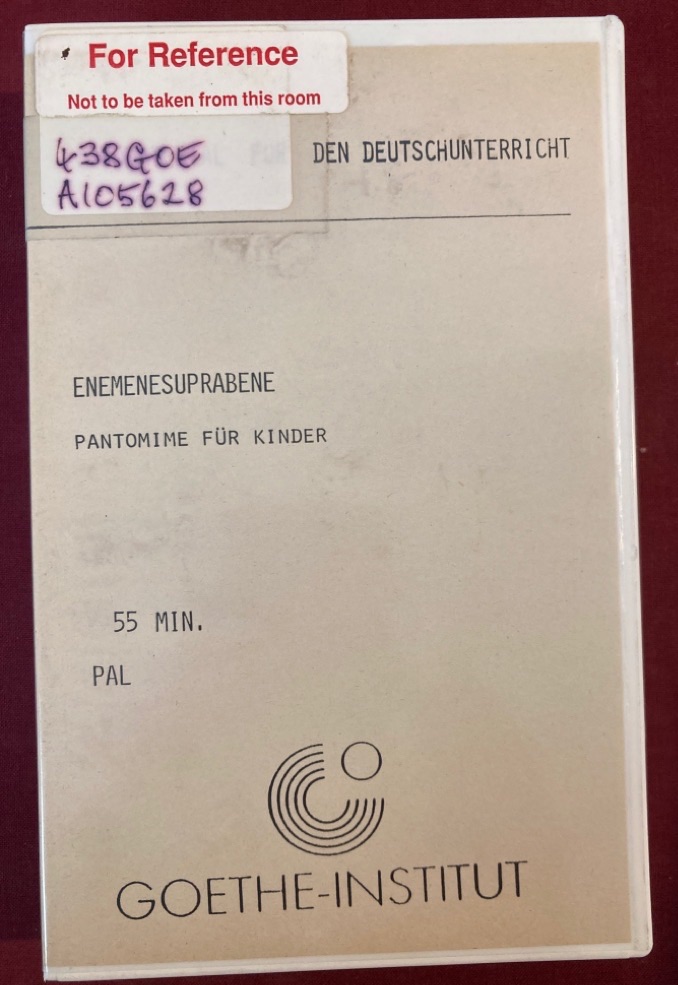 For Reference
Not to be taken from this room
438GOE
A105628
DEN DEUTSCHUNTERRICHT
ENEMENESUPRABENE
PANTOMIME FÜR KINDER
55 MIN.
PAL
GOETHE-INSTITUT